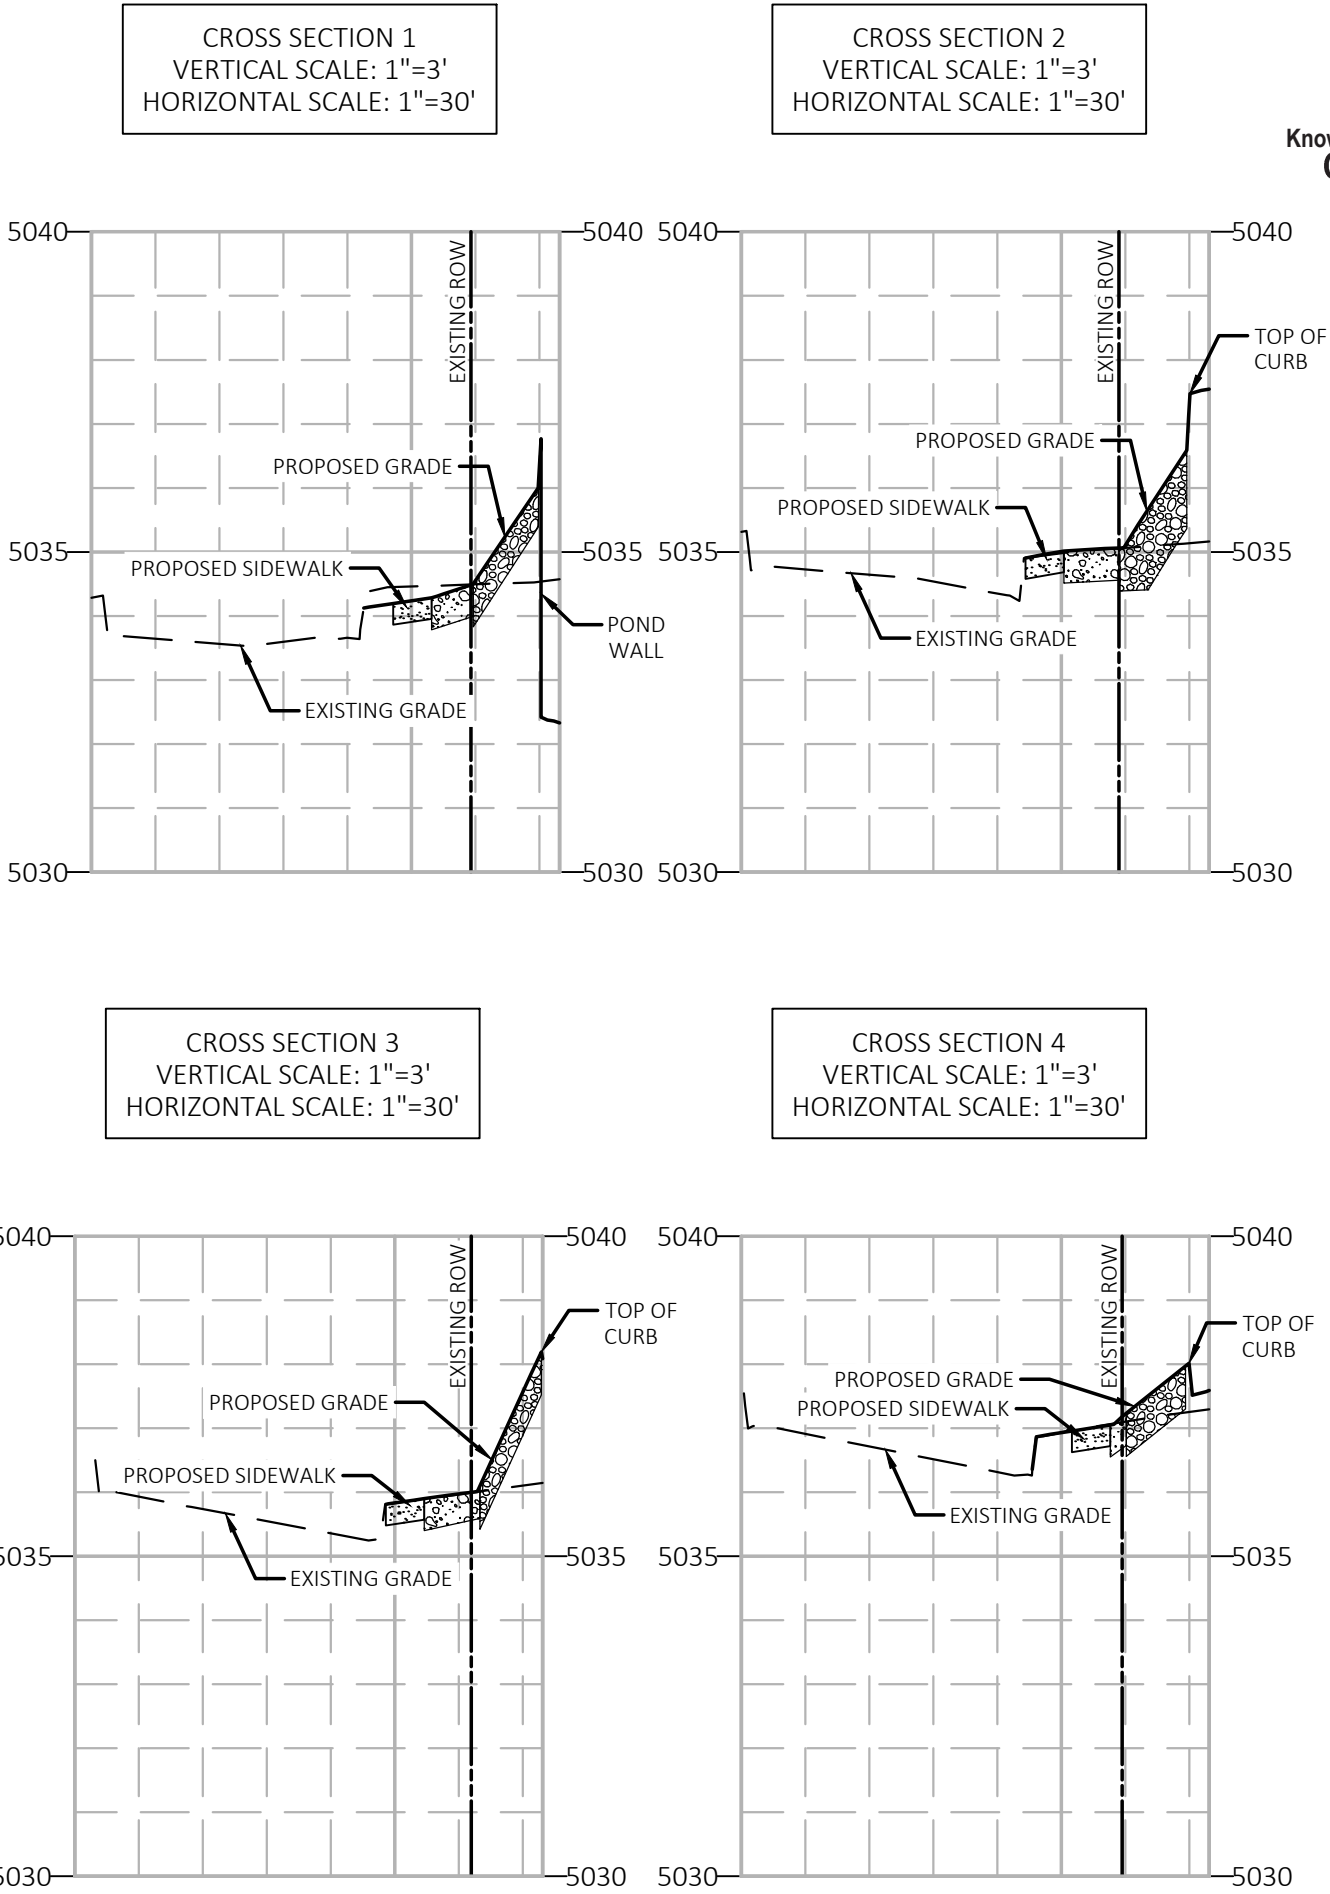 CROSS SECTION 1
VERTICAL SCALE: 1"=3'
HORIZONTAL SCALE: 1"=30'
CROSS SECTION 2
VERTICAL SCALE: 1"=3'
HORIZONTAL SCALE: 1"=30'
5040
5040
EXISTING ROW
PROPOSED GRADE
5035
5035
PROPOSED SIDEWALK
POND
WALL
EXISTING GRADE
5030
5030
5040
5040
EXISTING ROW
TOP OF
CURB
PROPOSED GRADE
PROPOSED SIDEWALK
5035
5035
EXISTING GRADE
5030
5030
CROSS SECTION 3
VERTICAL SCALE: 1"=3'
HORIZONTAL SCALE: 1"=30'
CROSS SECTION 4
VERTICAL SCALE: 1"=3'
HORIZONTAL SCALE: 1"=30'
5040
5040
EXISTING ROW
TOP OF
CURB
PROPOSED GRADE
PROPOSED SIDEWALK
5035
5035
EXISTING GRADE
5030
5030
5040
5040
EXISTING ROW
TOP OF
CURB
PROPOSED GRADE
PROPOSED SIDEWALK
EXISTING GRADE
5035
5035
5030
5030